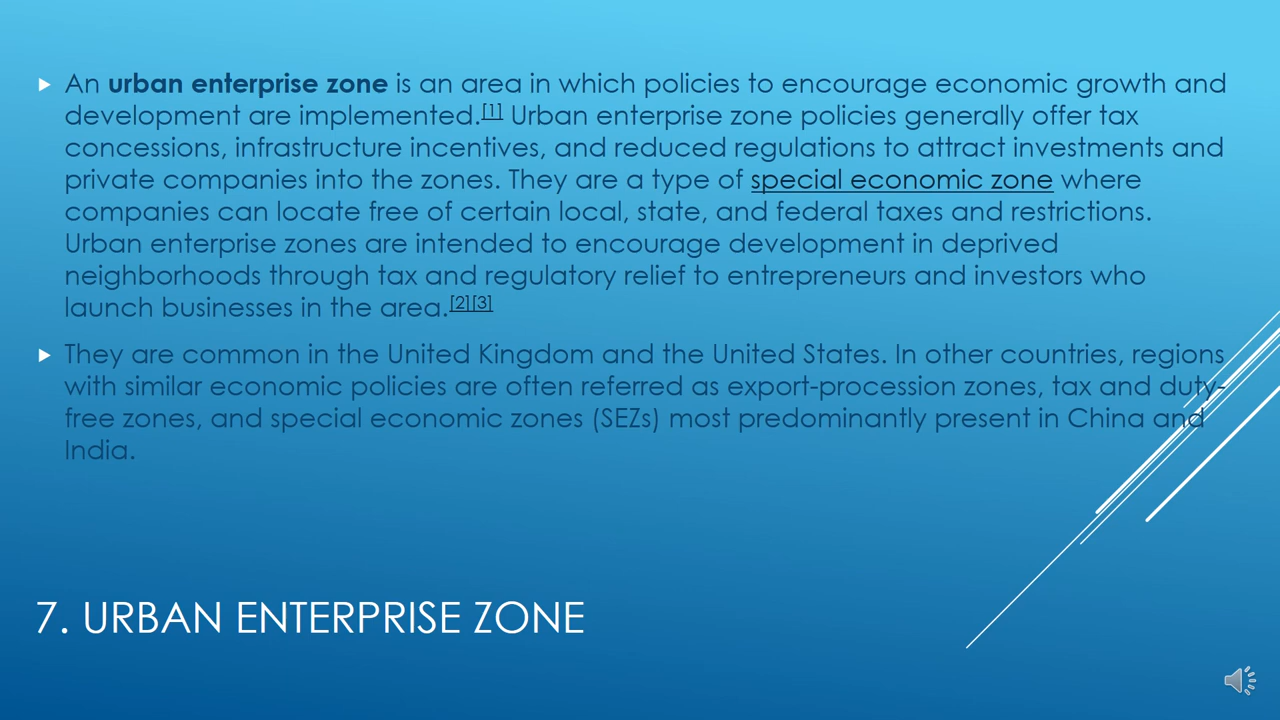 An urban enterprise zone is an area in which policies to encourage economic growth and
development are implemented.[1] Urban enterprise zone policies generally offer tax
concessions, infrastructure incentives, and reduced regulations to attract investments and
private companies into the zones. They are a type of special economic zone where
companies can locate free of certain local, state, and federal taxes and restrictions.
Urban enterprise zones are intended to encourage development in deprived
neighborhoods through tax and regulatory relief to entrepreneurs and investors who
launch businesses in the area.[2][3]
They are common in the United Kingdom and the United States. In other countries, regions
with similar economic policies are often referred as export-procession zones, tax and duty-
free zones, and special economic zones (SEZs) most predominantly present in China and
India.
7. URBAN ENTERPRISE ZONE